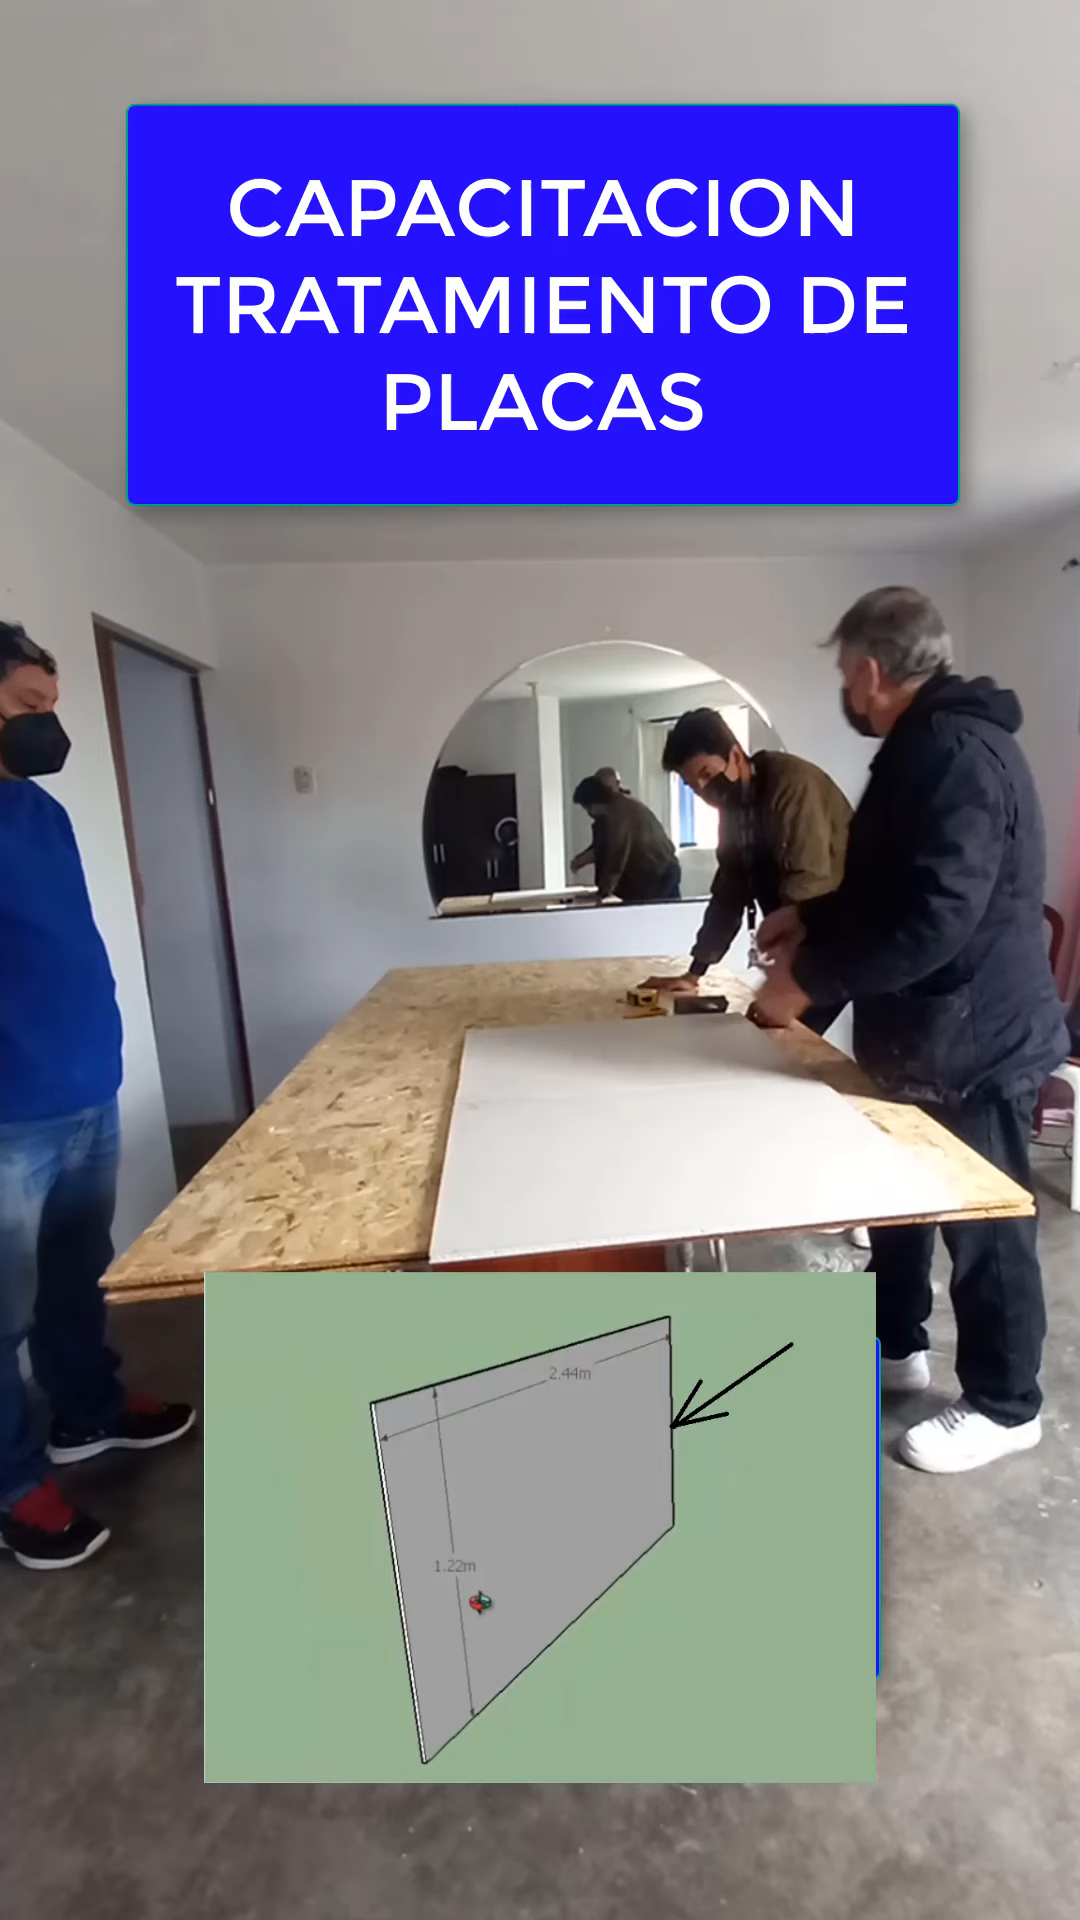 CAPACITACION
TRATAMIENTO DE
PLACAS
2.44m
1.22m